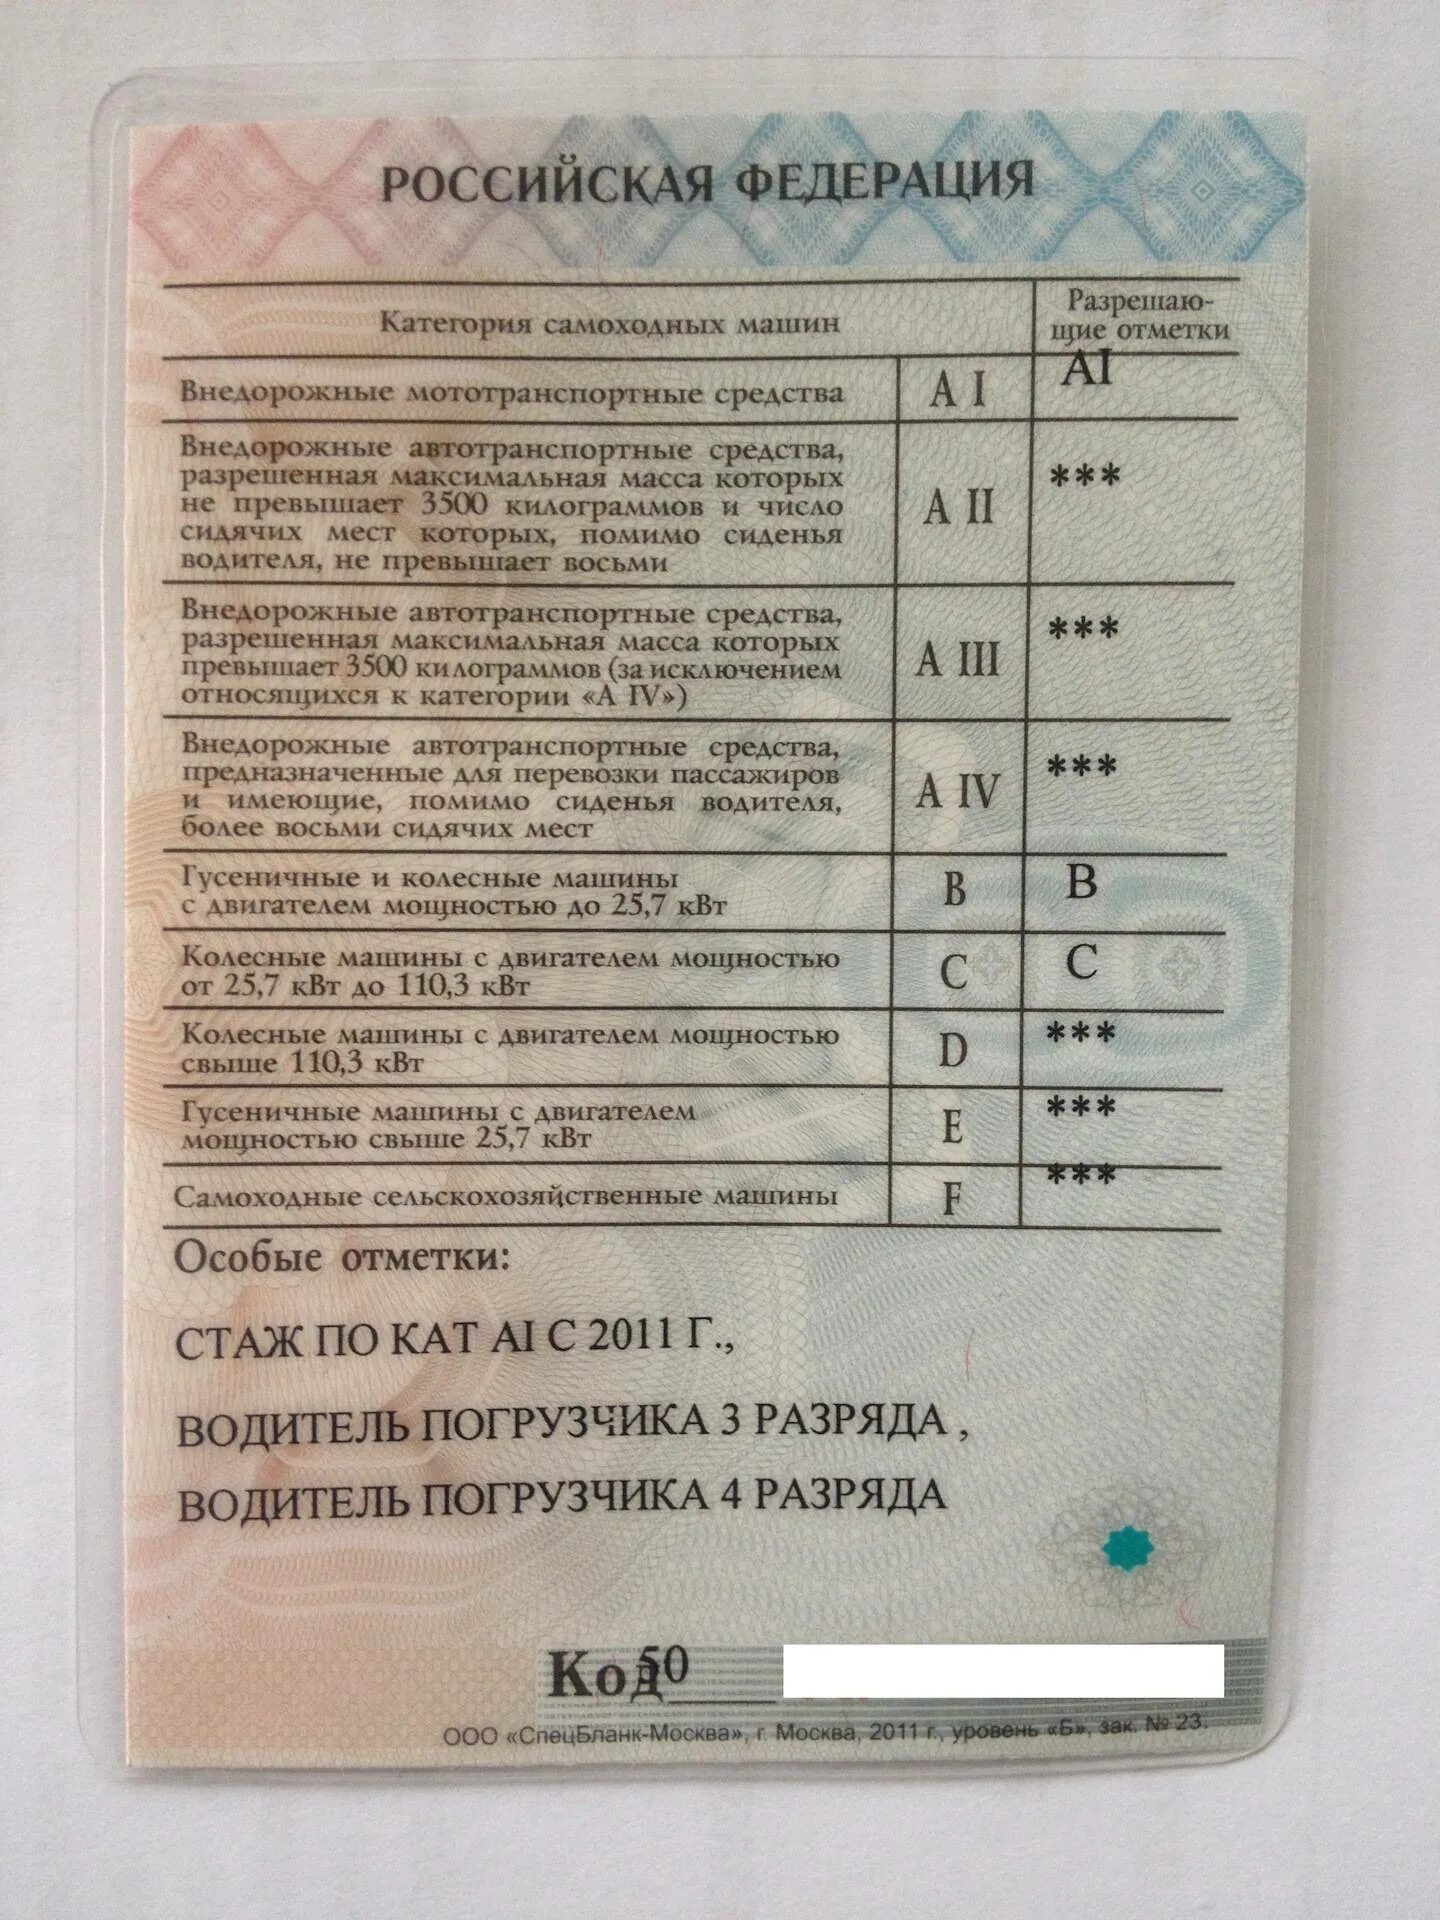 РОССИЙСКАЯ ФЕДЕРАЦИЯ
Категория самоходных машин
Разрешаю-
щие отметки
Внедорожные мототранспортные средства
A I
AI
Внедорожные автотранспортные средства,
разрешенная максимальная масса которых
не превышает 3500 килограммов и число
сидячих мест которых, помимо сиденья
водителя, не превышает восьми
A II
***
Внедорожные автотранспортные средства,
разрешенная максимальная масса которых
превышает 3500 килограммов (за исключением
относящихся к категории «A IV»)
A III
***
Внедорожные автотранспортные средства,
предназначенные для перевозки пассажиров
и имеющие, помимо сиденья водителя,
более восьми сидячих мест
A IV
***
Гусеничные и колесные машины
с двигателем мощностью до 25,7 кВт
B
B
Колесные машины с двигателем мощностью
от 25,7 кВт до 110,3 кВт
C
C
Колесные машины с двигателем мощностью
свыше 110,3 кВт
D
***
Гусеничные машины с двигателем
мощностью свыше 25,7 кВт
E
***
Самоходные сельскохозяйственные машины
F
***
Особые отметки:
СТАЖ ПО КАТ AI С 2011 Г.,
ВОДИТЕЛЬ ПОГРУЗЧИКА 3 РАЗРЯДА ,
ВОДИТЕЛЬ ПОГРУЗЧИКА 4 РАЗРЯДА
Код 50
ООО «СпецБланк-Москва», г. Москва, 2011 г., уровень «Б», зак. № 23.